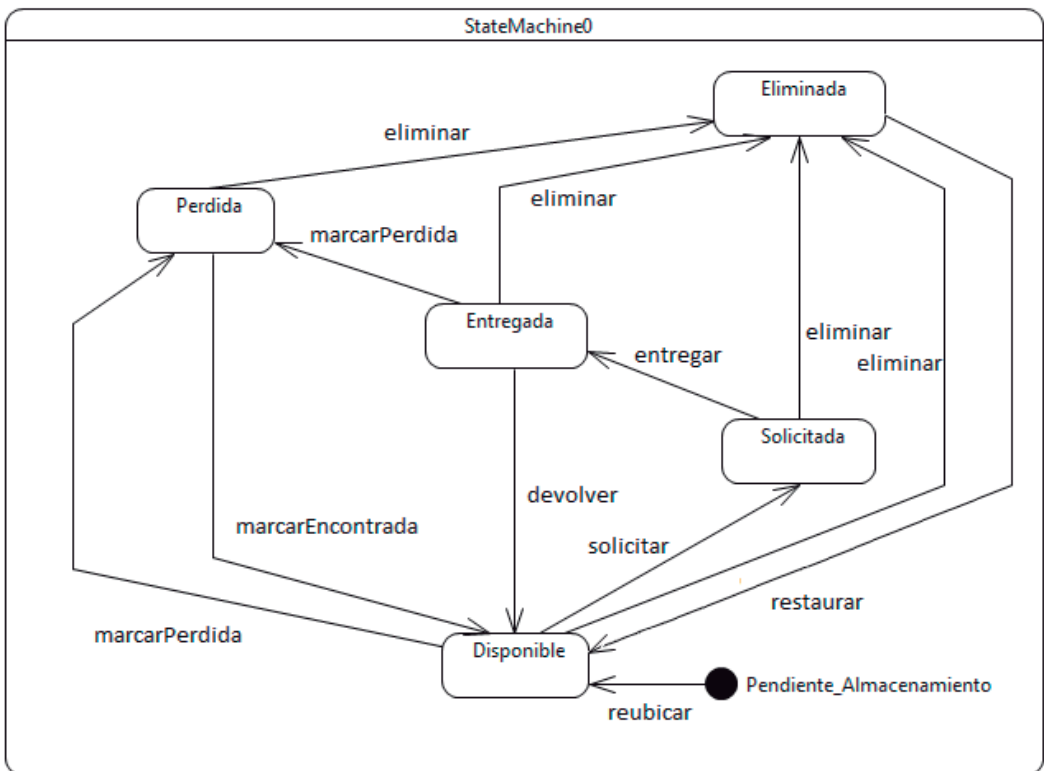 StateMachine0
Eliminada
eliminar
Perdida
eliminar
marcarPerdida
Entregada
eliminar
entregar
eliminar
Solicitada
devolver
marcarEncontrada
solicitar
restaurar
marcarPerdida
Disponible
Pendiente_Almacenamiento
reubicar